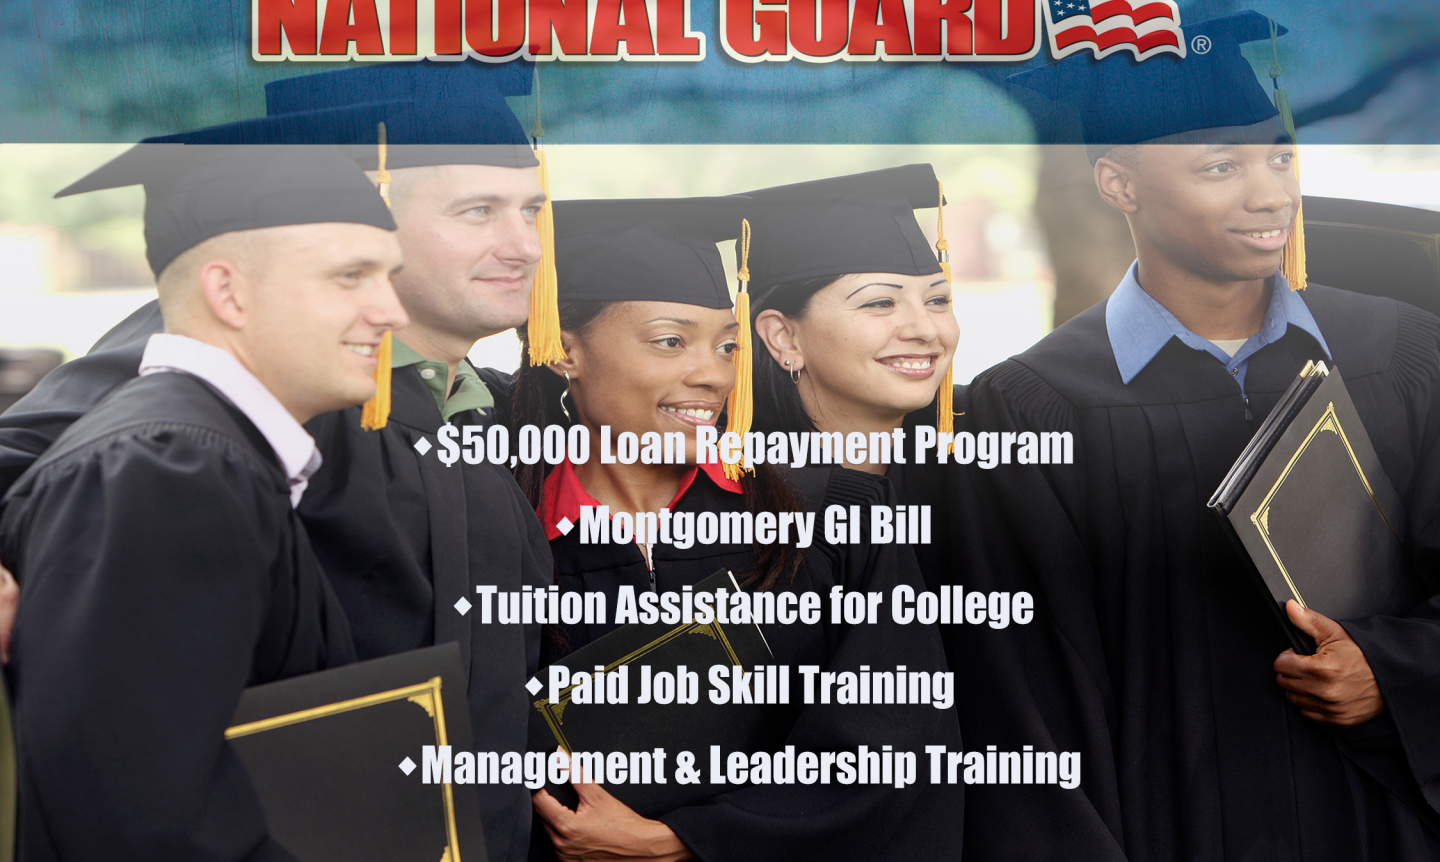 NATIONAL GUARD ®
◆$50,000 Loan Repayment Program
◆Montgomery GI Bill
◆Tuition Assistance for College
◆Paid Job Skill Training
◆Management & Leadership Training